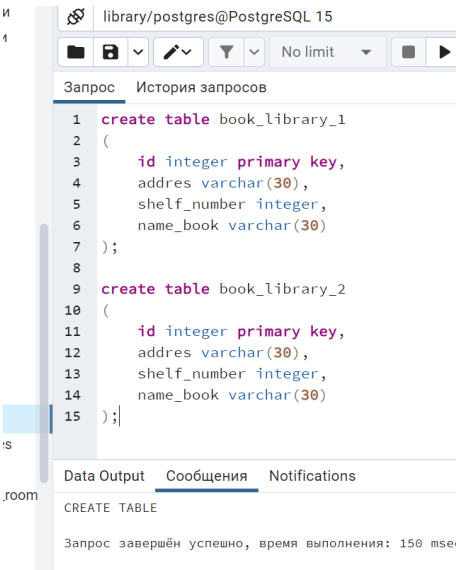 и
library/postgres@PostgreSQL 15
и
No limit
Запрос История запросов
1 create table book_library_1
2 (
3 id integer primary key,
4 addres varchar(30),
5 shelf_number integer,
6 name_book varchar(30)
7 );
8
9 create table book_library_2
10 (
11 id integer primary key,
12 addres varchar(30),
13 shelf_number integer,
14 name_book varchar(30)
15 );
_room
Data Output Сообщения Notifications
CREATE TABLE
Запрос завершён успешно, время выполнения: 150 msec